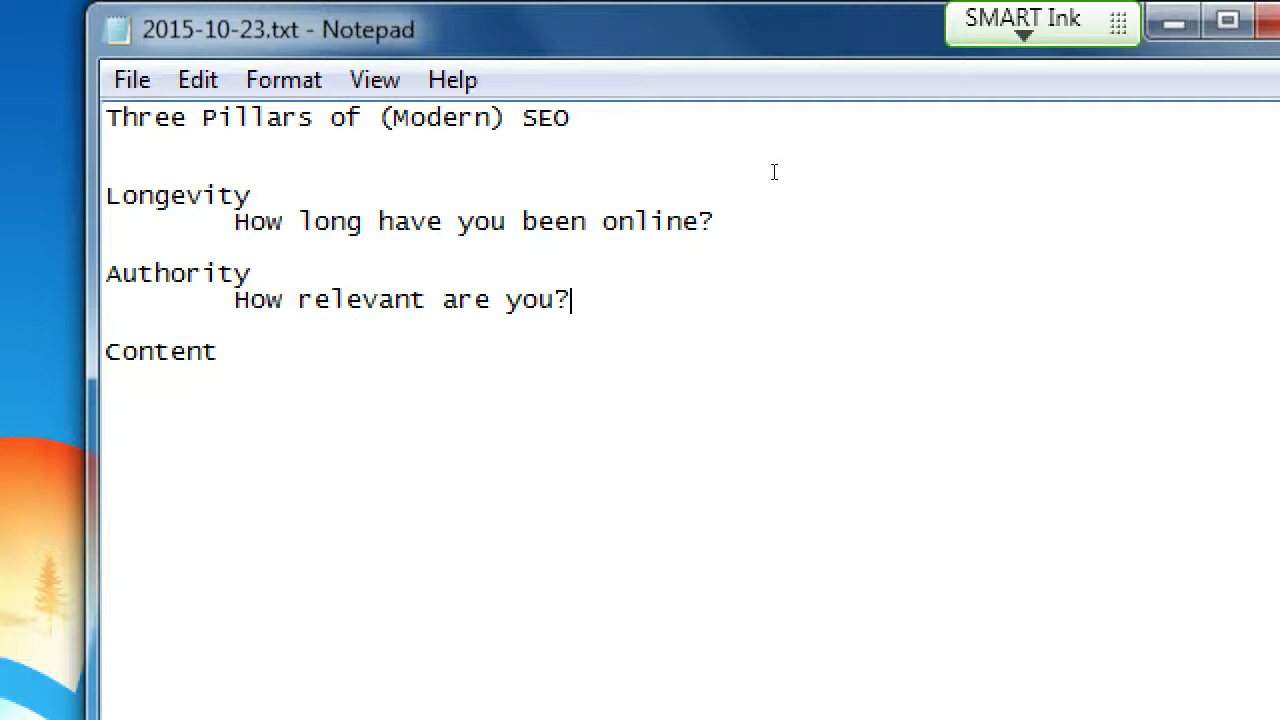 2015-10-23.txt - Notepad
SMART Ink
File Edit Format View Help
Three Pillars of (Modern) SEO
Longevity
How long have you been online?
Authority
How relevant are you?
Content